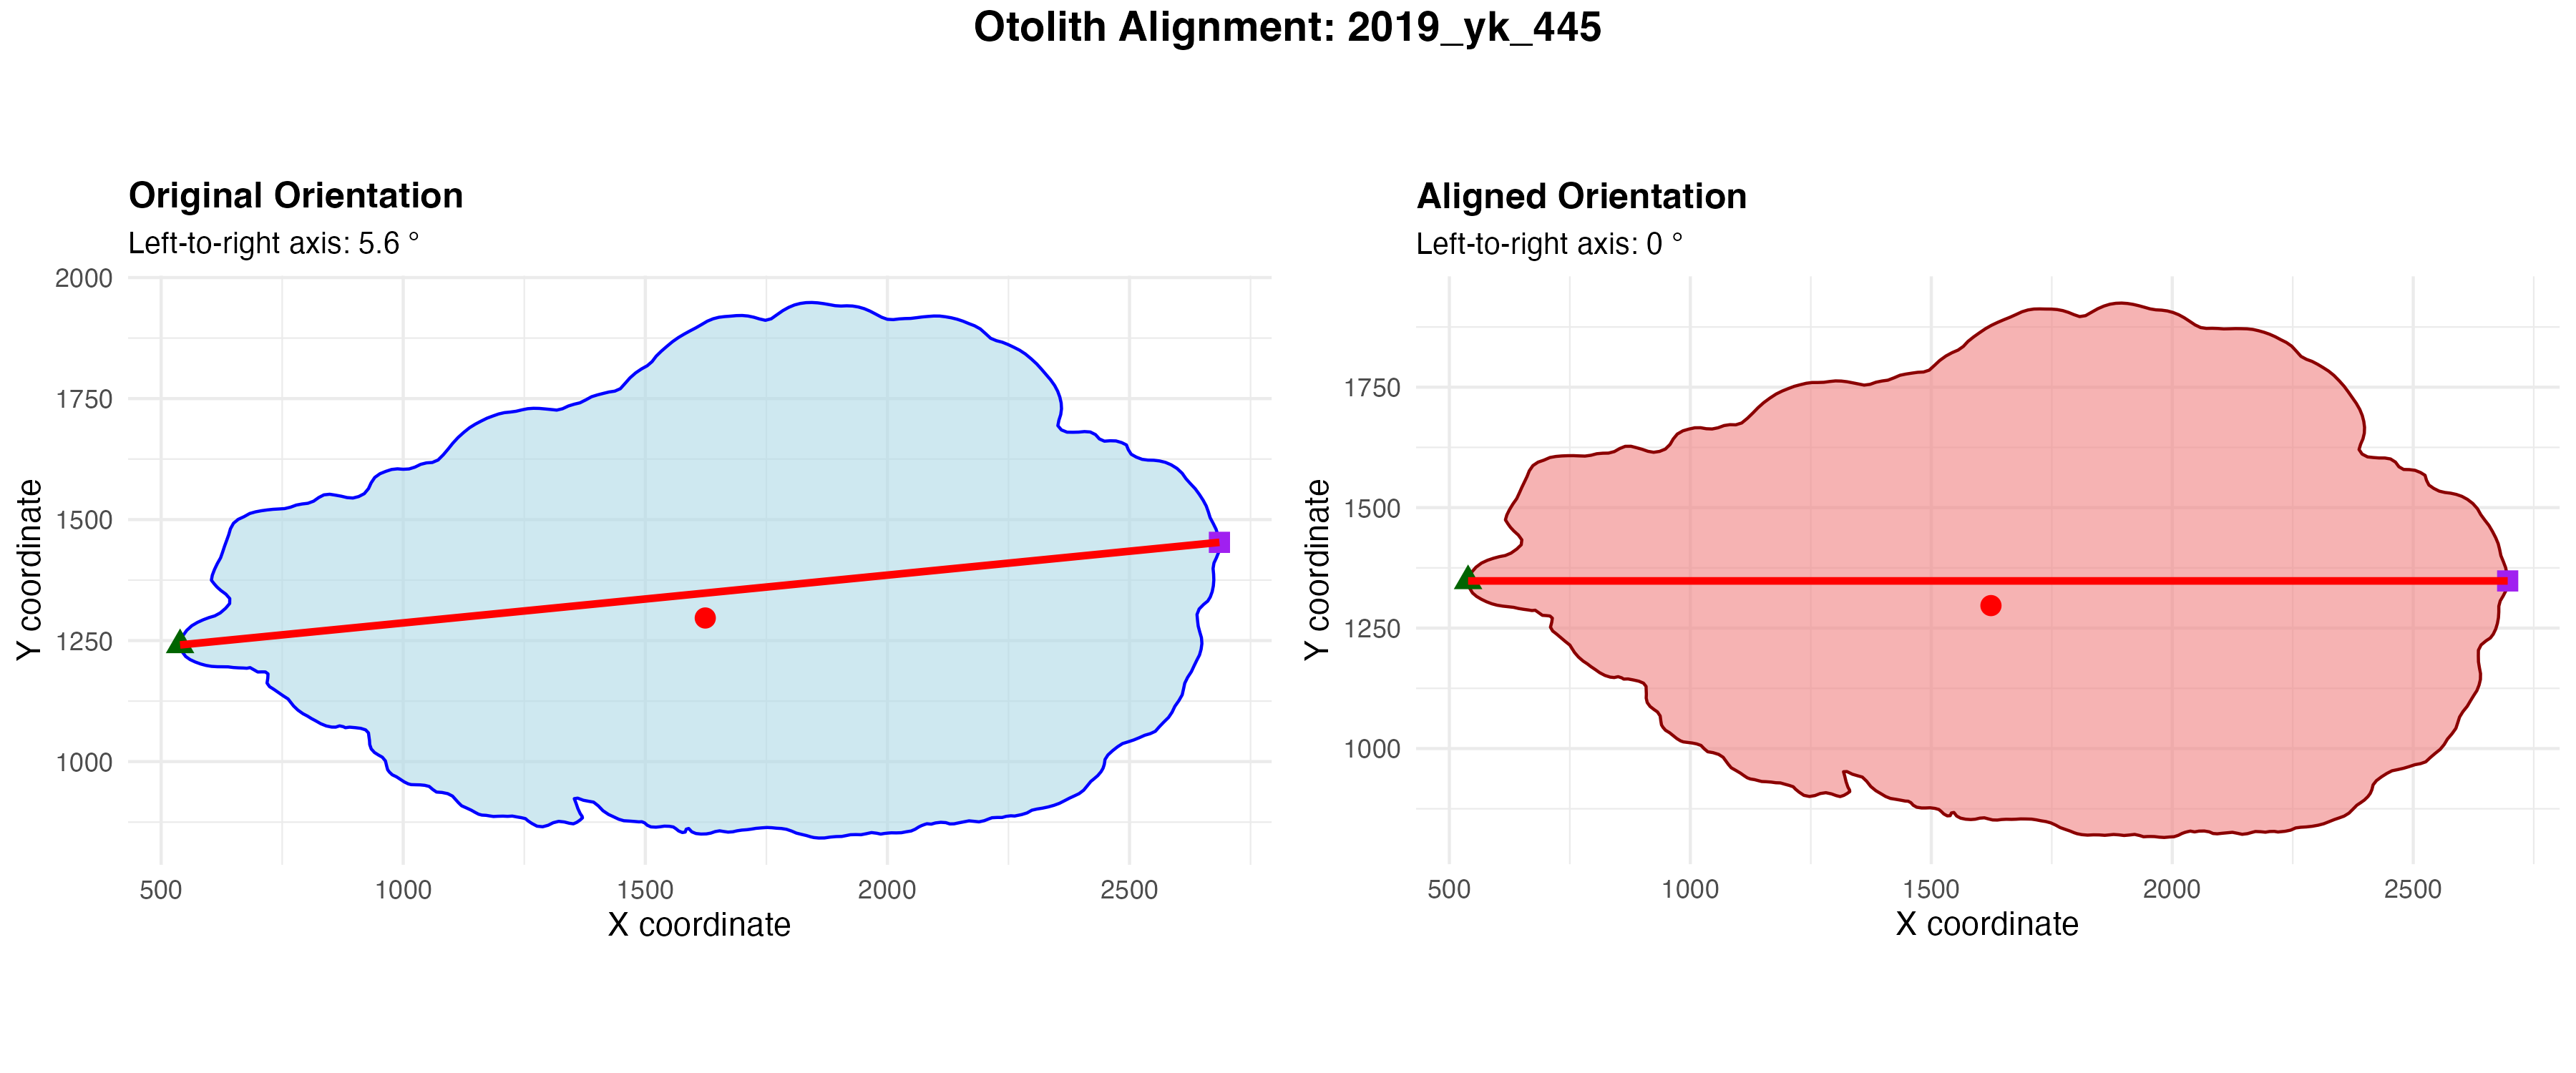 Otolith Alignment: 2019_yk_445
Original Orientation
Left-to-right axis: 5.6 °
2000
1750
1500
1250
1000
Y coordinate
500 1000 1500 2000 2500
X coordinate
Aligned Orientation
Left-to-right axis: 0 °
1750
1500
1250
1000
Y coordinate
500 1000 1500 2000 2500
X coordinate